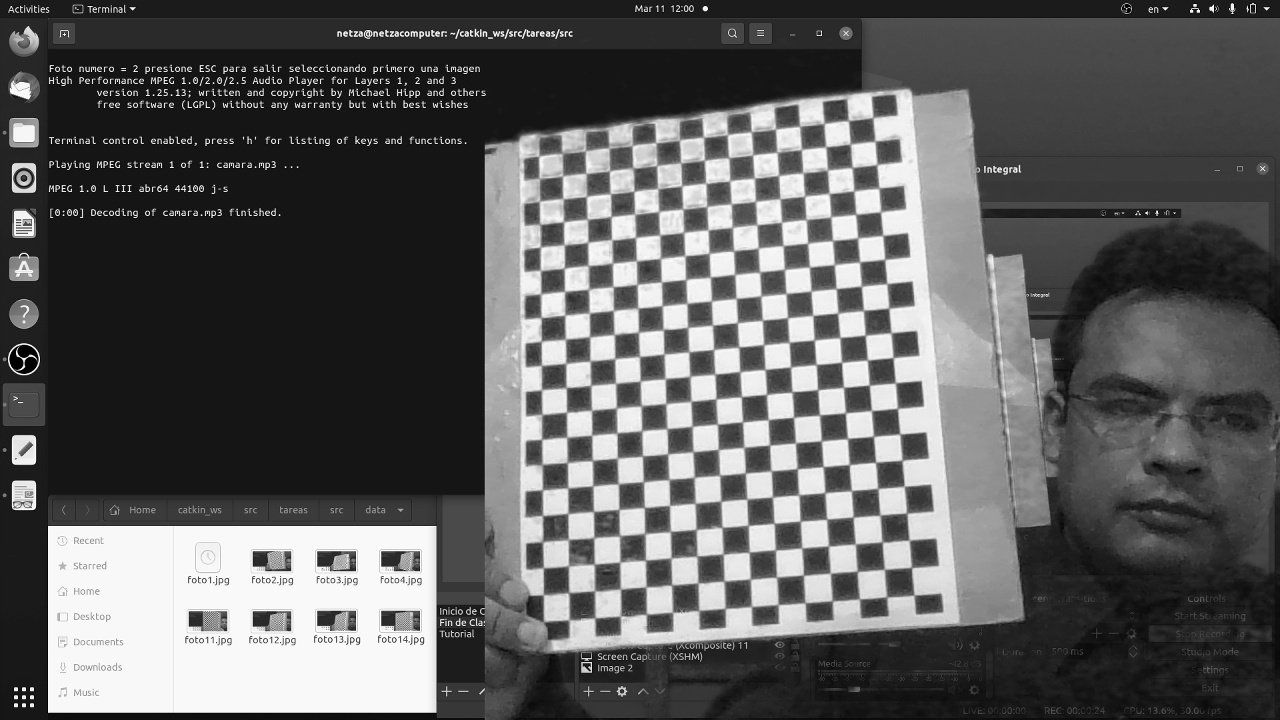 Activities
Terminal
Mar 11 12:00
en
netza@netzacomputer: ~/catkin_ws/src/tareas/src
Foto numero = 2 presione ESC para salir seleccionando primero una imagen
High Performance MPEG 1.0/2.0/2.5 Audio Player for Layers 1, 2 and 3
version 1.25.13; written and copyright by Michael Hipp and others
free software (LGPL) without any warranty but with best wishes
Terminal control enabled, press 'h' for listing of keys and functions.
Playing MPEG stream 1 of 1: camara.mp3 ...
MPEG 1.0 L III abr64 44100 j-s
[0:00] Decoding of camara.mp3 finished.
Integral
Integral
Home catkin_ws src tareas src data
Recent
Starred
Home
Desktop
Documents
Downloads
Music
foto1.jpg foto2.jpg foto3.jpg foto4.jpg
foto11.jpg foto12.jpg foto13.jpg foto14.jpg
Inicio de C
Fin de Clas
Tutorial
(Xcomposite) 11
Screen Capture (XSHM)
Image 2
Media Source
500 ms
Controls
Start Streaming
Stop Recording
Studio Mode
Settings
Exit
LIVE: 00:00:00 REC: 00:00:24 CPU: 13.6%, 30.00 fps